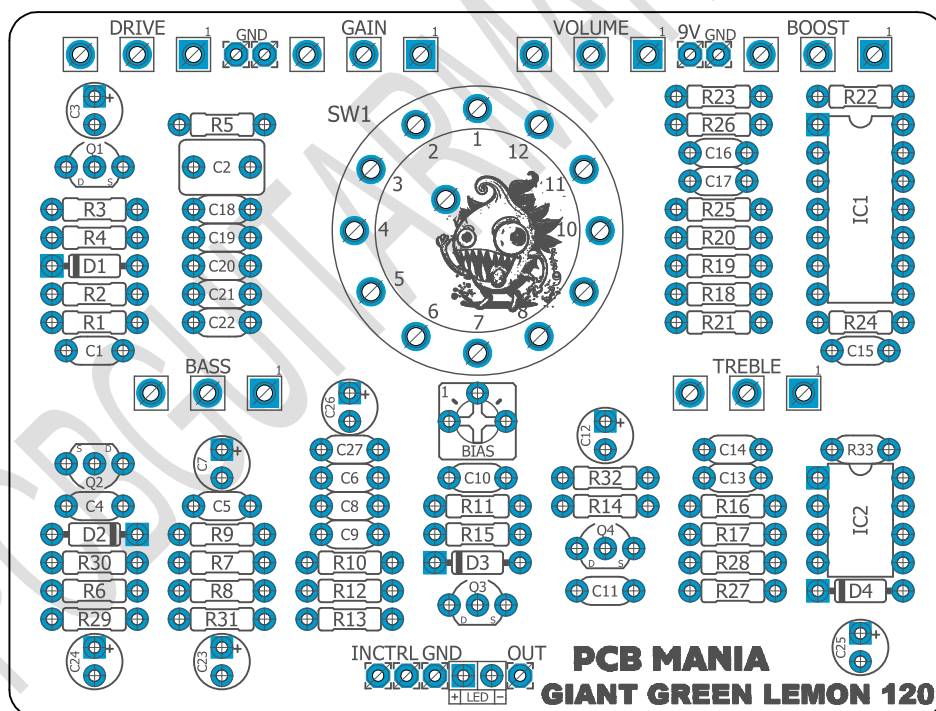 DRIVE 1 GND GAIN 1 VOLUME 1 9V GND BOOST 1
C3 + R5 SW1 R23 R22
Q1 D S C2 R26 C16 C17 IC1
1 2 3 4 5 6 7 8 9 10 11 12
R3 C18 R25
R4 C19 R20
D1 C20 R19
R2 C21 R18
R1 C22 R21 R24
C1 C15
BASS 1 TREBLE 1
C26 + 1 BIAS C12 +
S D Q2 C7 + C27 C14 R33
C6 C10 R32 C13
C4 C5 C8 R11 R14 R16 IC2
D2 R9 C9 R15 Q4 D S R17
R30 R7 R10 D3 R28
R6 R8 R12 Q3 D S C11 R27 D4
R29 R31 R13
C24 + C23 + C25 +
INCTRL GND OUT
+ LED −
PCB MANIA
GIANT GREEN LEMON 120